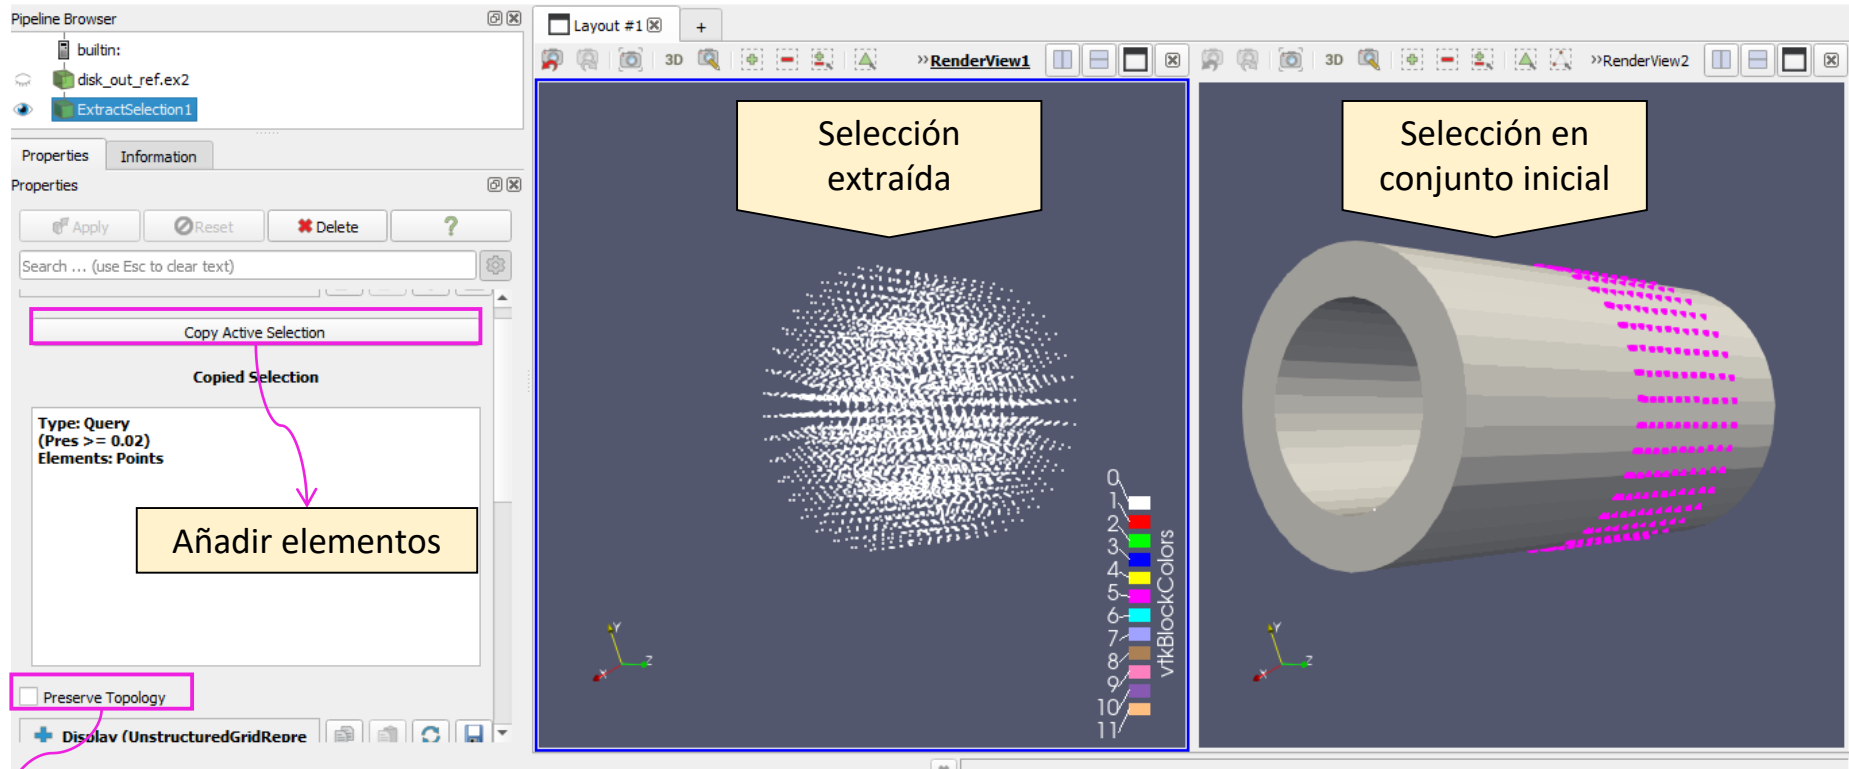 Pipeline Browser
builtin:
disk_out_ref.ex2
ExtractSelection1
Properties
Information
Properties
Apply
Reset
Delete
?
Search ... (use Esc to clear text)
Copy Active Selection
Copied Selection
Type: Query
(Pres >= 0.02)
Elements: Points
Añadir elementos
Preserve Topology
Display (UnstructuredGridRepre
Layout #1
+
3D
»RenderView1
Selección
extraída
0
1
2
3
4
5
6
7
8
9
10
11
vtkBlockColors
Y
Z
X
3D
»RenderView2
Selección en
conjunto inicial
Y
Z
X